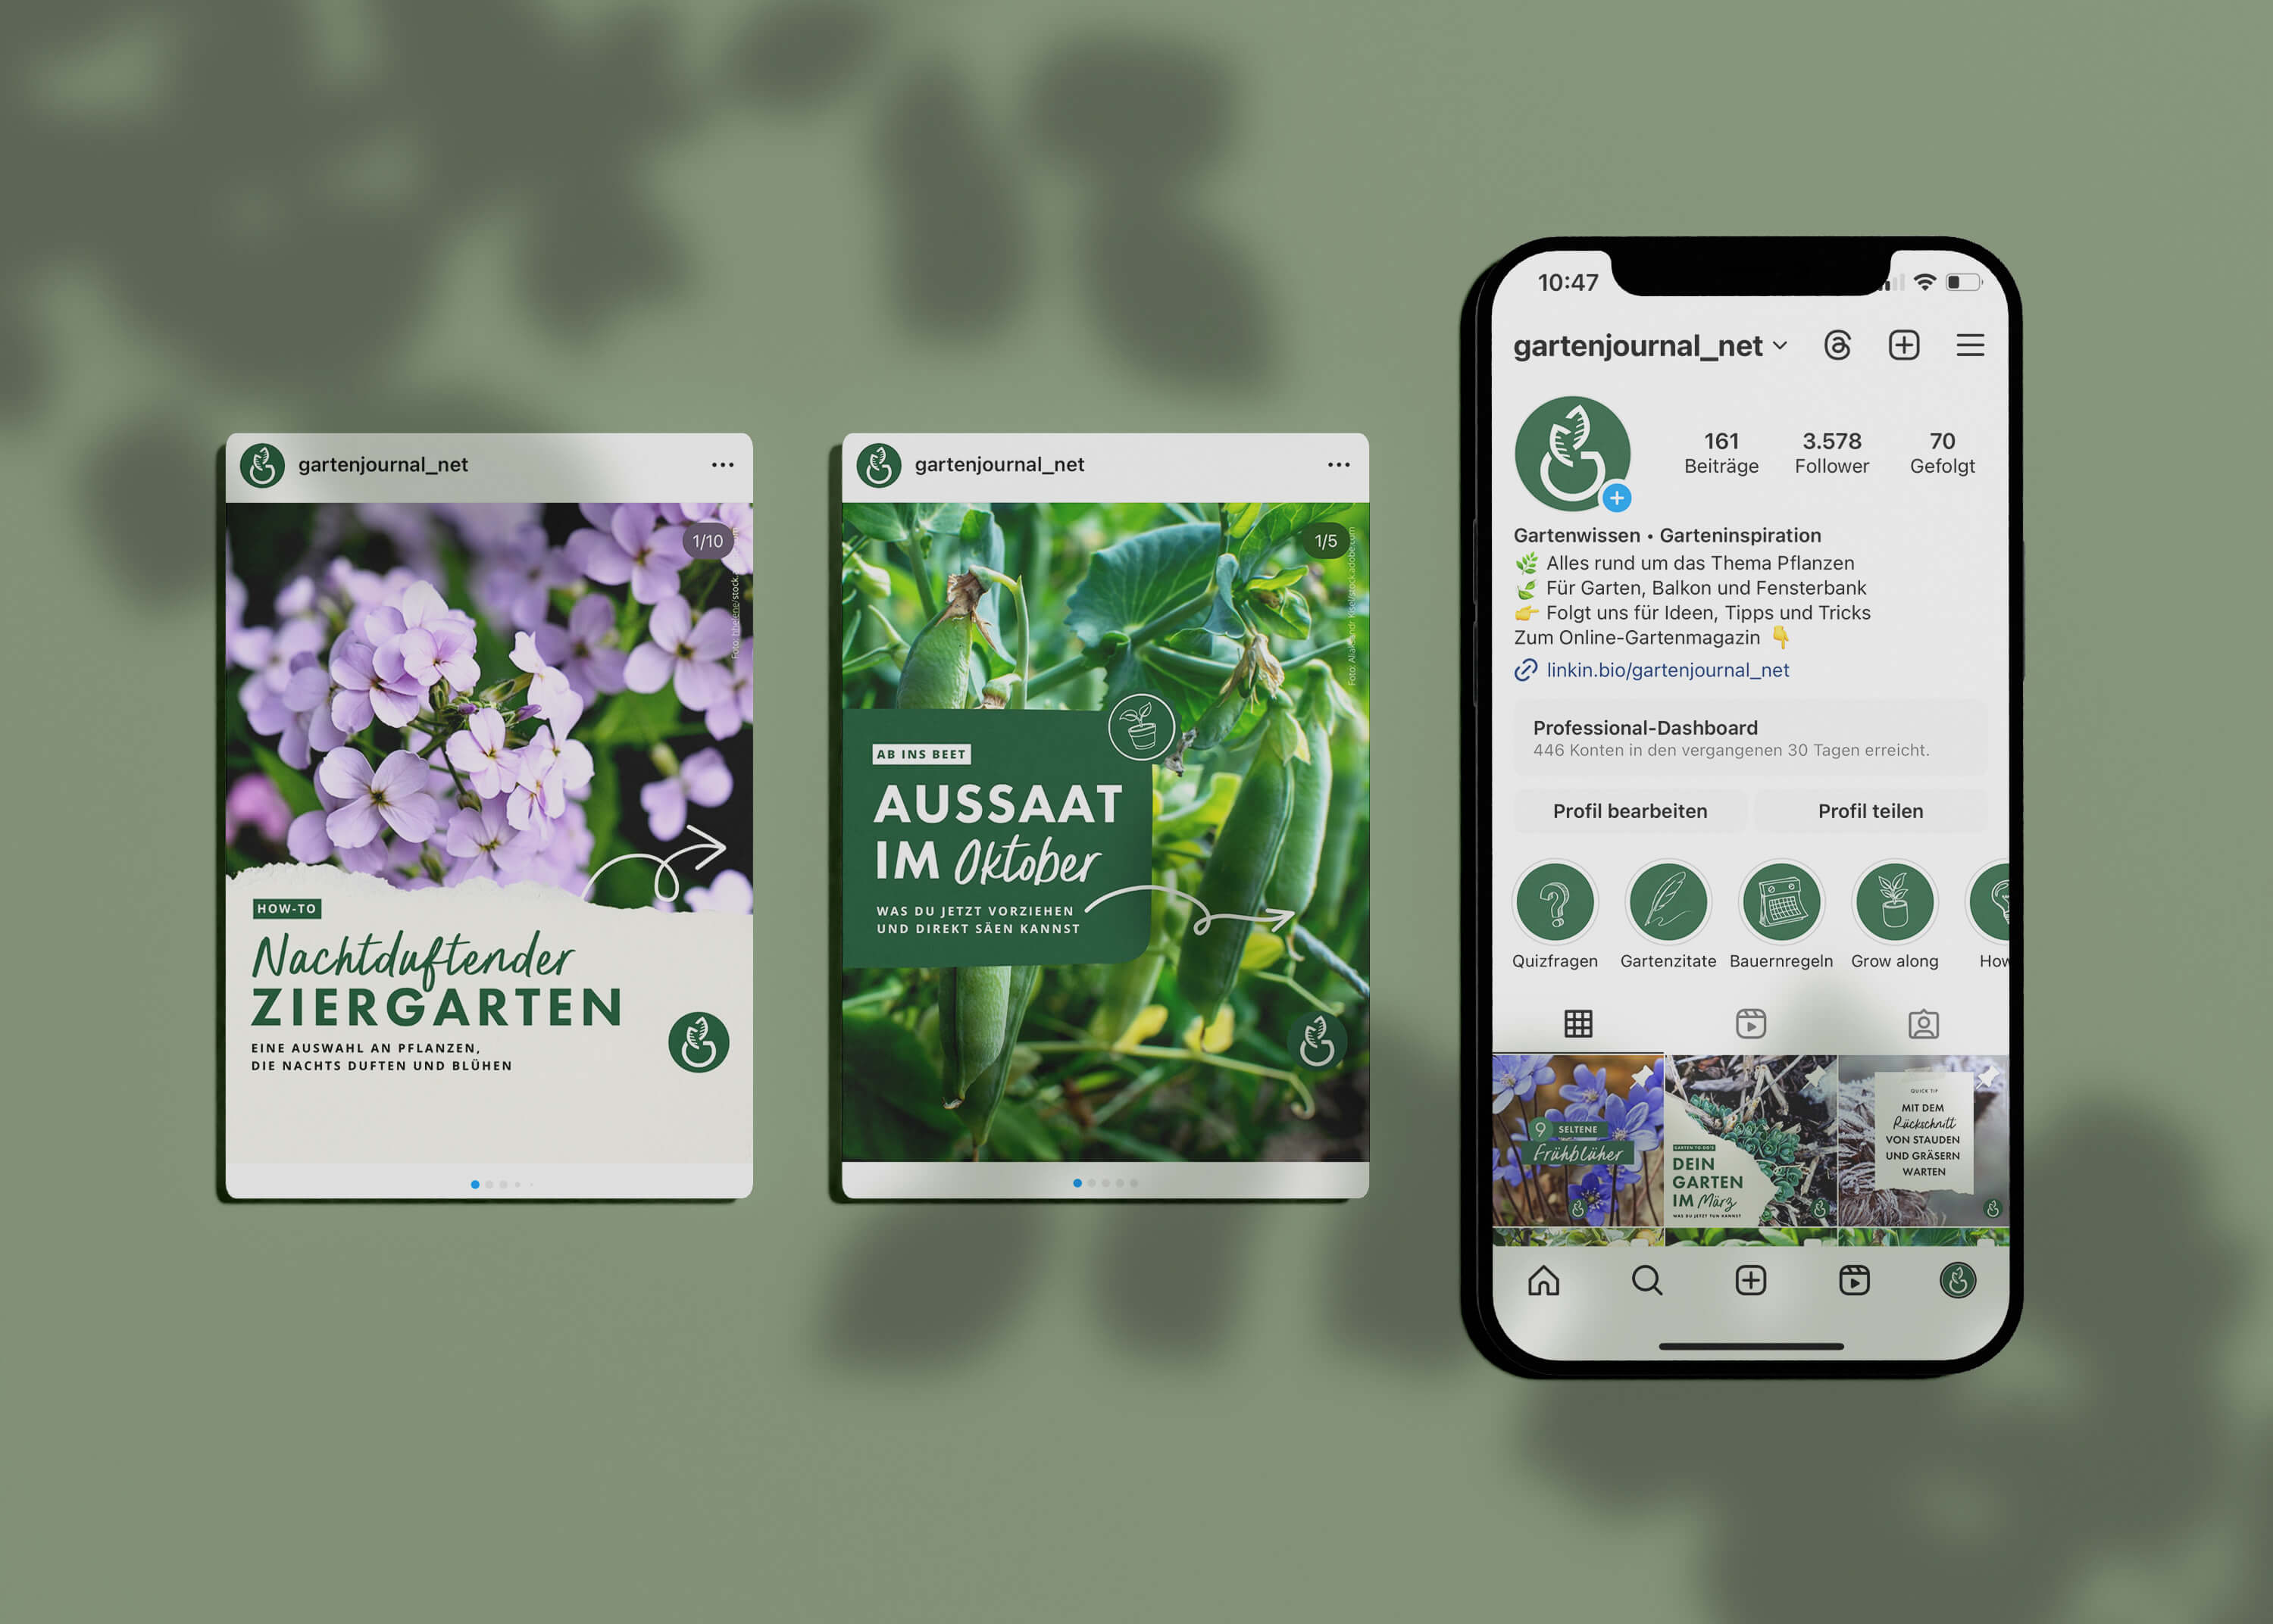 gartenjournal_net
1/10
HOW-TO
Nachtduftender
ZIERGARTEN
EINE AUSWAHL AN PFLANZEN,
DIE NACHTS DUFTEN UND BLÜHEN
gartenjournal_net
1/5
AB INS BEET
AUSSAAT
IM Oktober
WAS DU JETZT VORZIEHEN
UND DIREKT SÄEN KANNST
10:47
gartenjournal_net
161 3.578 70
Beiträge Follower Gefolgt
Gartenwissen • Garteninspiration
🌿 Alles rund um das Thema Pflanzen
🍃 Für Garten, Balkon und Fensterbank
👉 Folgt uns für Ideen, Tipps und Tricks
Zum Online-Gartenmagazin 👇
linkin.bio/gartenjournal_net
Professional-Dashboard
446 Konten in den vergangenen 30 Tagen erreicht.
Profil bearbeiten Profil teilen
Quizfragen Gartenzitate Bauernregeln Grow along How
9 SELTENE
Frühblüher
GARTEN TO-DO'S
DEIN
GARTEN
IM März
WAS DU JETZT TUN KANNST
QUICK TIP
MIT DEM
Rückschnitt
VON STAUDEN
UND GRÄSERN
WARTEN